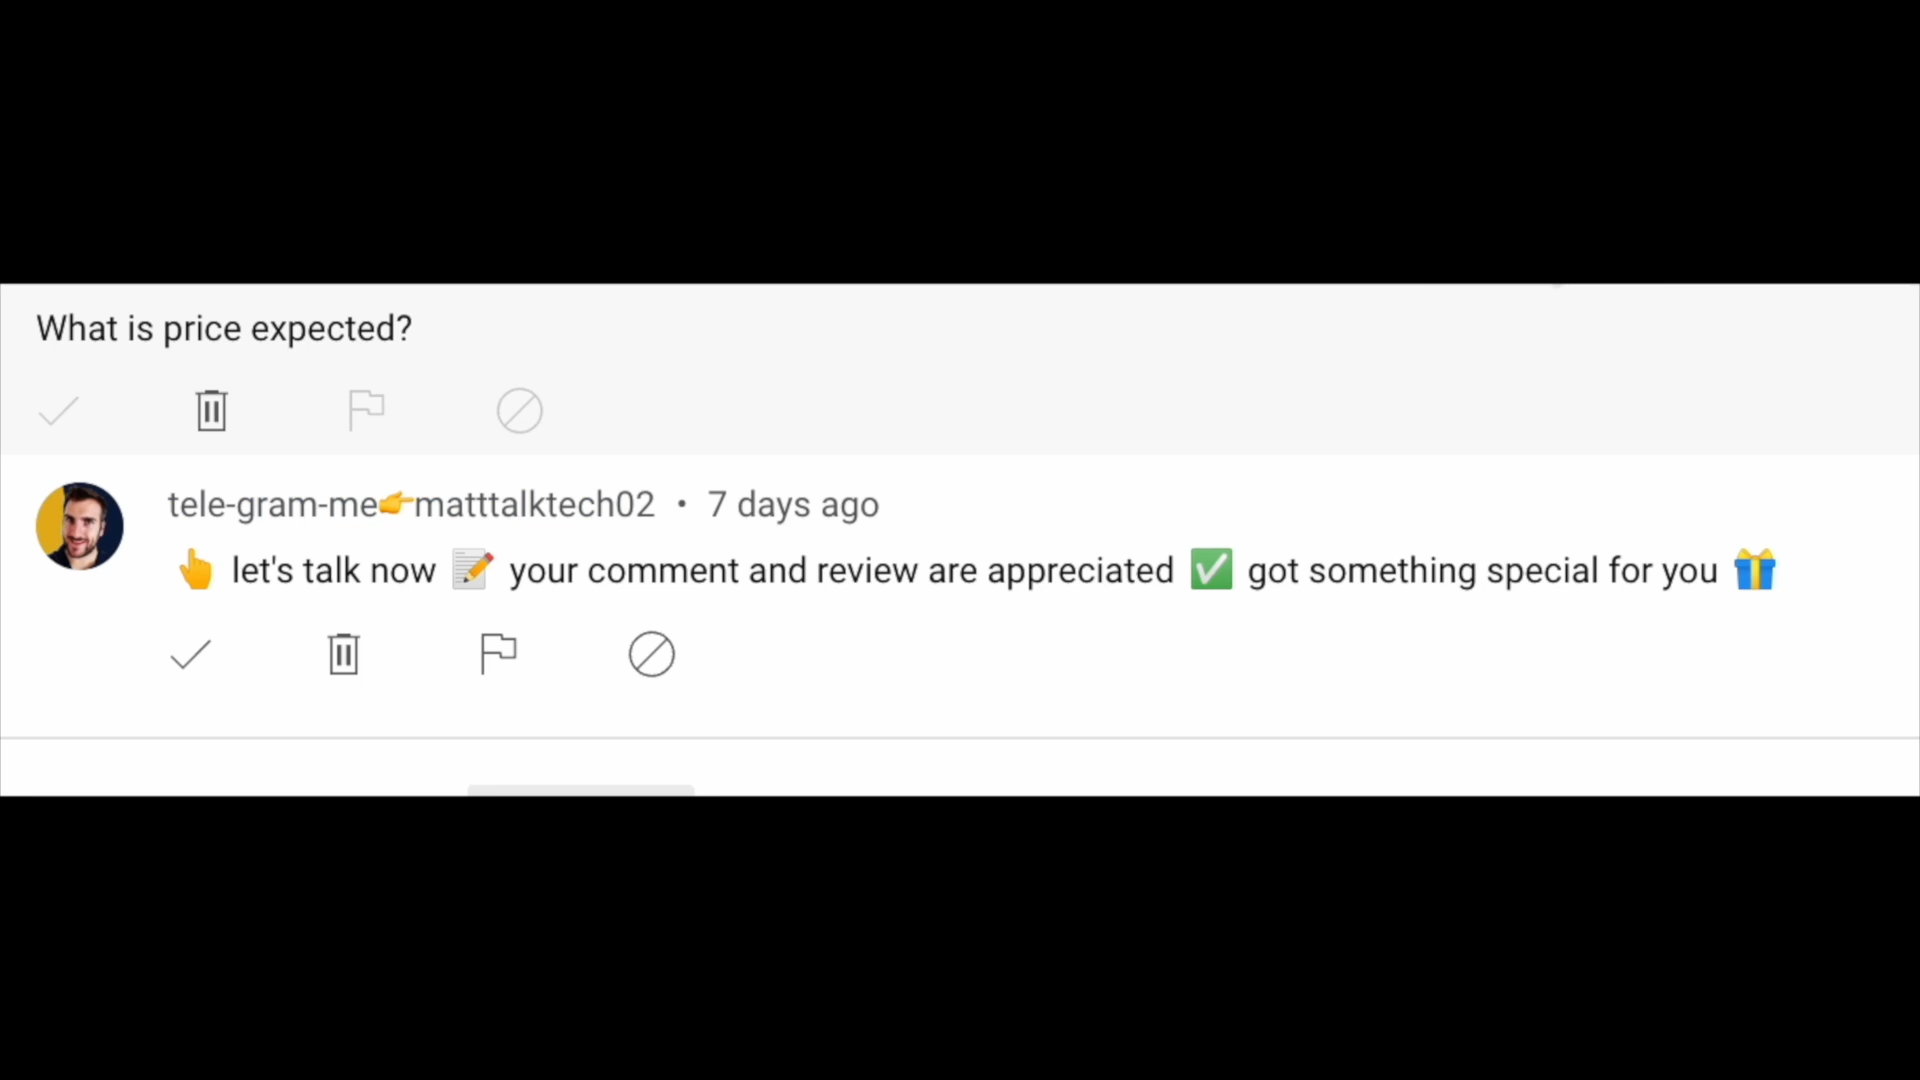 What is price expected?
tele-gram-me👉matttalktech02 • 7 days ago
👆 let's talk now 📝 your comment and review are appreciated ✅ got something special for you 🎁